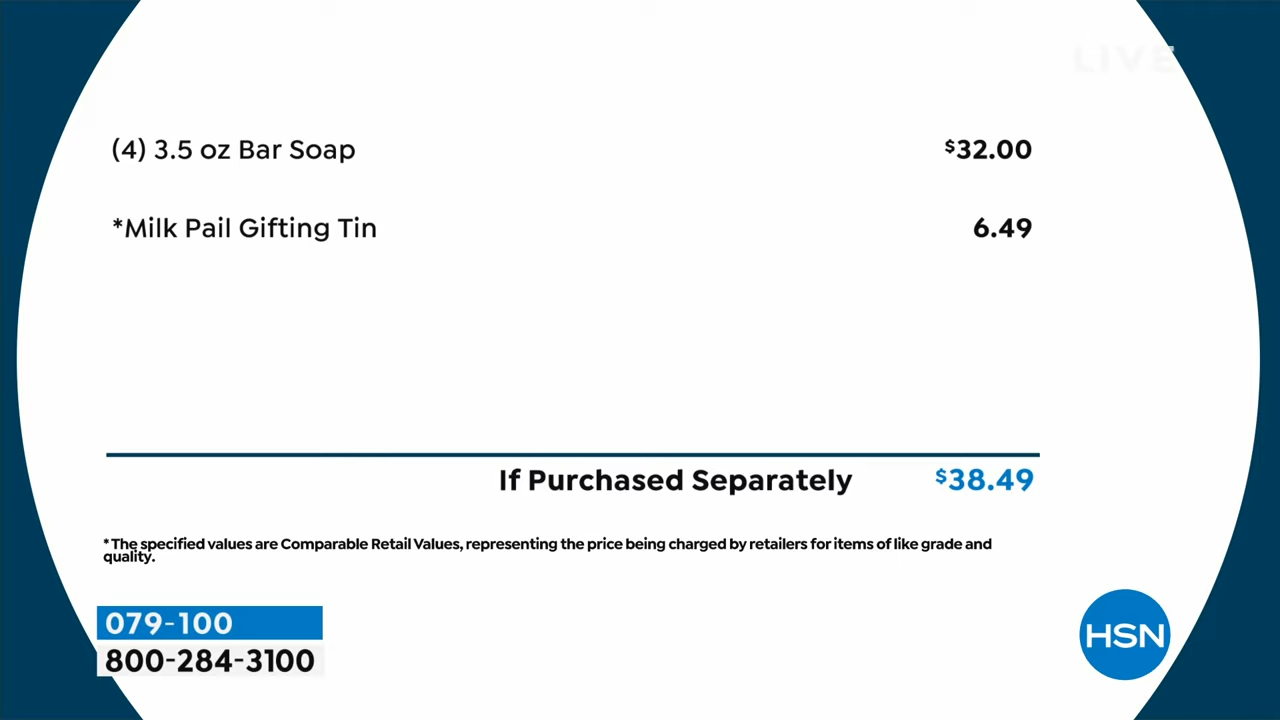 LIVE
(4) 3.5 oz Bar Soap $32.00
*Milk Pail Gifting Tin 6.49
If Purchased Separately $38.49
*The specified values are Comparable Retail Values, representing the price being charged by retailers for items of like grade and
quality.
079-100
800-284-3100
HSN